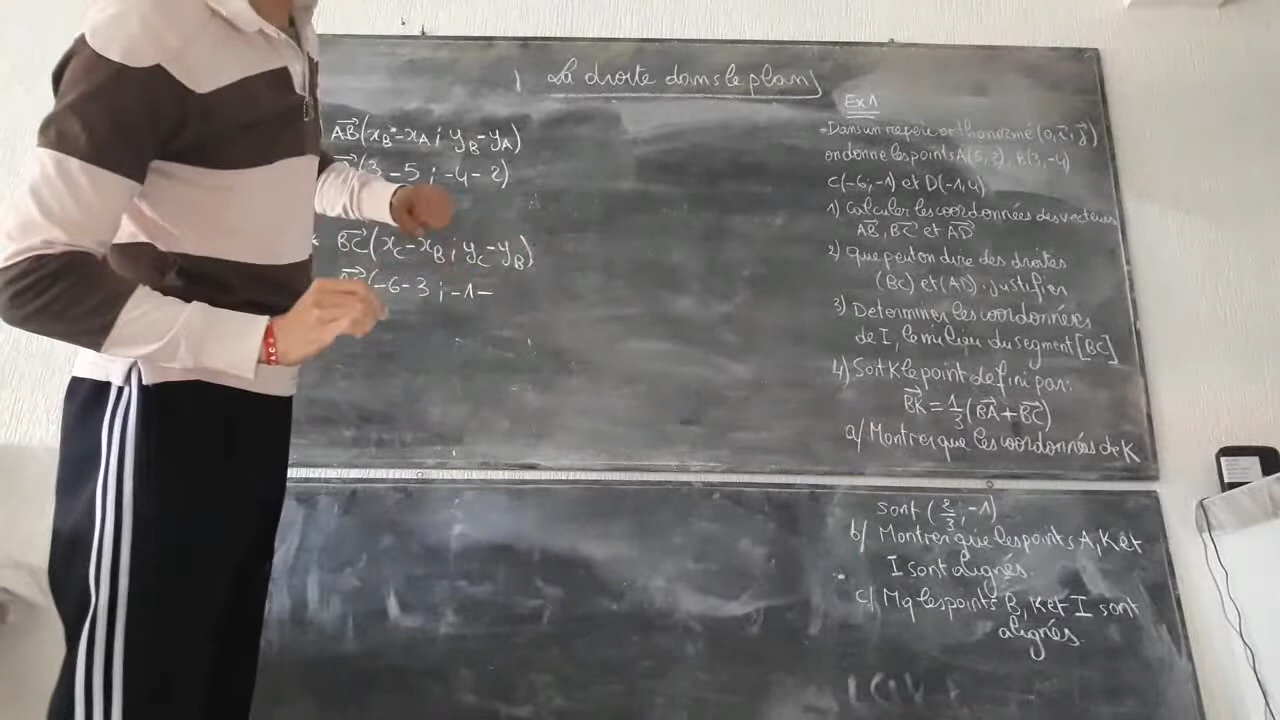 La droite dans le plan
AB(xB-xA ; yB-yA)
(3-5 ; -4-2)
BC(xC-xB ; yC-yB)
(-6-3 ; -1-
Ex1
Dans un repère orthonormé (0, i, j)
on donne les points A(5; 2), B(3,-4)
C(-6,-1) et D(-1,4)
1) Calculer les coordonnées des vecteurs
AB, BC et AD
2) Que peut on dire des droites
(BC) et (AD). Justifier
3) Determiner les coordonnées
de I, le milieu du segment [BC]
4) Soit K le point defini par:
BK = 1/3 (BA + BC)
a/ Montrer que les coordonnées de K
sont (2/3, -1)
b/ Montrer que les points A, K et
I sont alignés.
c/ Mq les points B, K et I sont
alignés.